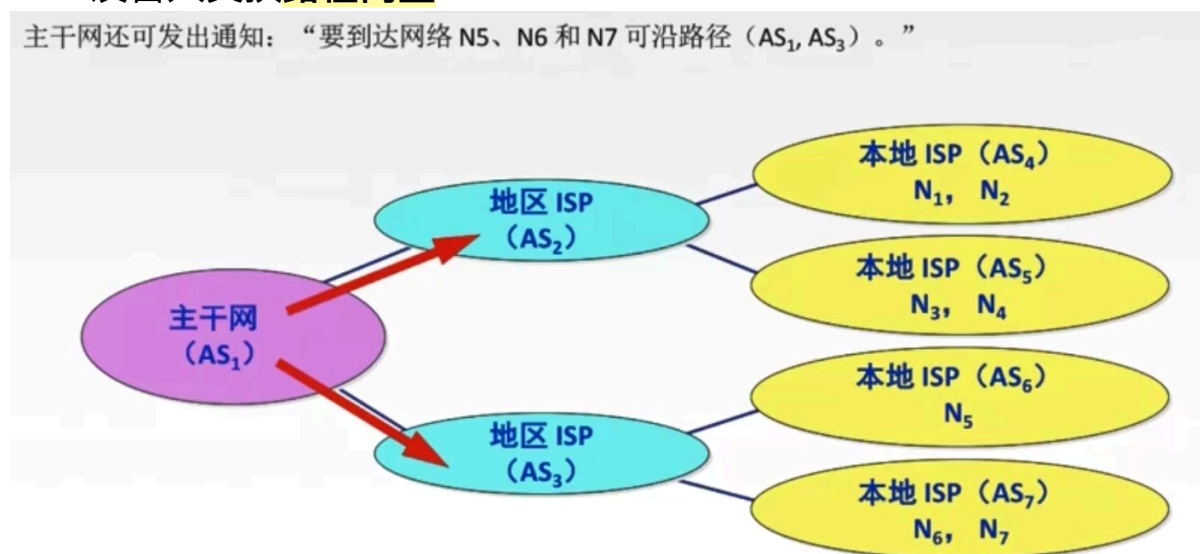 主干网还可发出通知：“要到达网络 N5、N6 和 N7 可沿路径（AS₁, AS₃）。”
本地 ISP（AS₄）
N₁， N₂
地区 ISP
（AS₂）
本地 ISP（AS₅）
N₃， N₄
主干网
（AS₁）
本地 ISP（AS₆）
N₅
地区 ISP
（AS₃）
本地 ISP（AS₇）
N₆， N₇